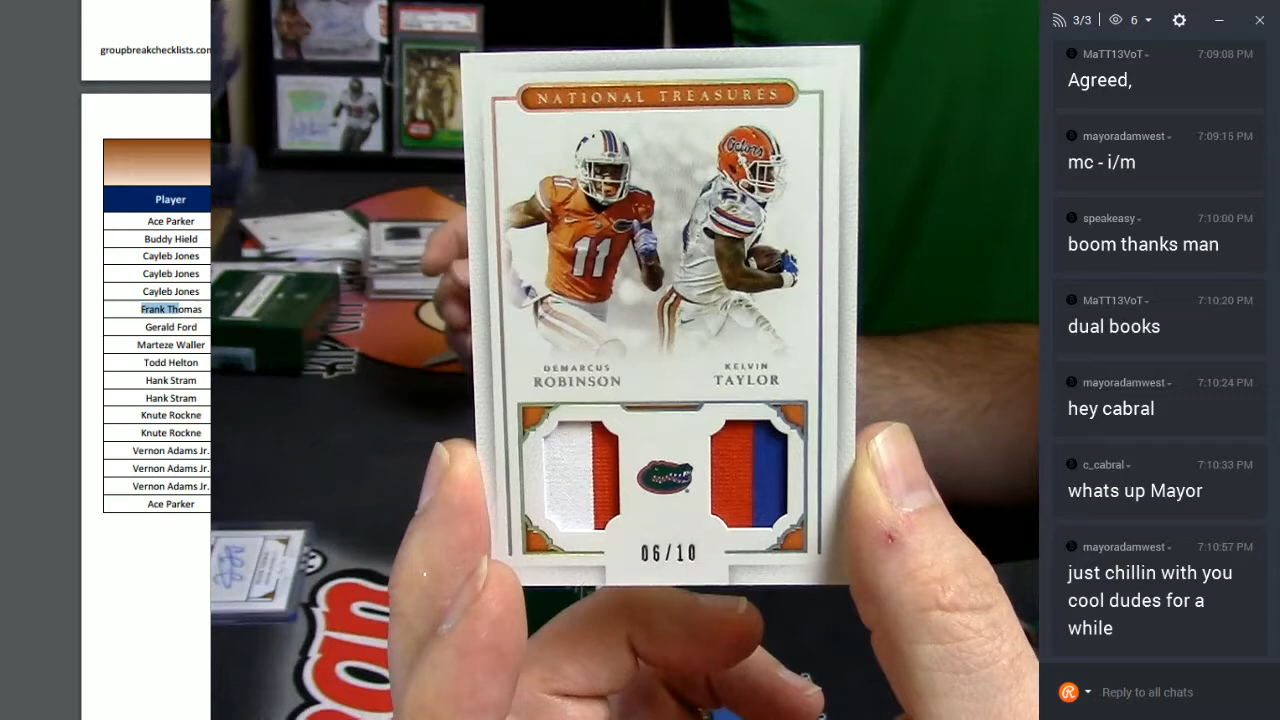 groupbreakchecklists.com
Player
Ace Parker
Buddy Hield
Cayleb Jones
Cayleb Jones
Cayleb Jones
Frank Thomas
Gerald Ford
Marteze Waller
Todd Helton
Hank Stram
Hank Stram
Knute Rockne
Knute Rockne
Vernon Adams Jr.
Vernon Adams Jr.
Vernon Adams Jr.
Ace Parker
NATIONAL TREASURES
Gators
11
DEMARCUS
ROBINSON
KELVIN
TAYLOR
06/10
3/3
6
MaTT13VoT
7:09:08 PM
Agreed,
mayoradamwest
7:09:15 PM
mc - i/m
speakeasy
7:10:00 PM
boom thanks man
MaTT13VoT
7:10:20 PM
dual books
mayoradamwest
7:10:24 PM
hey cabral
c_cabral
7:10:33 PM
whats up Mayor
mayoradamwest
7:10:57 PM
just chillin with you
cool dudes for a
while
Reply to all chats